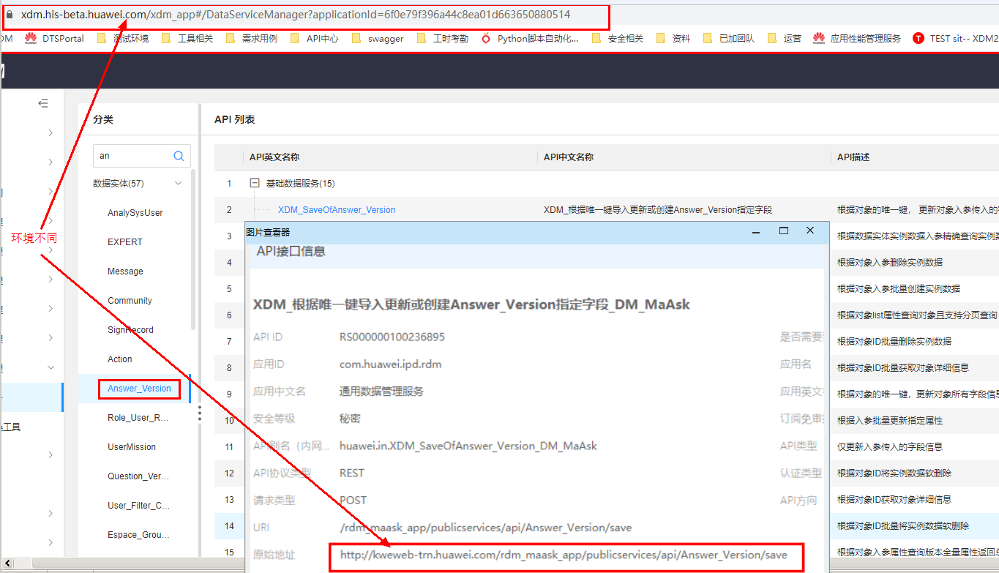 xdm.his-beta.huawei.com/xdm_app#/DataServiceManager?applicationId=6f0e79f396a44c8ea01d663650880514
DM DTSPortal 测试环境 工具相关 需求用例 API中心 swagger 工时考勤 Python脚本自动化... 安全相关 资料 已加团队 运营 应用性能管理服务 TEST sit-- XDM2
分类
API 列表
an
API英文名称 API中文名称 API描述
数据实体(57)
1 基础数据服务(15)
AnalySysUser
2 XDM_SaveOfAnswer_Version XDM_根据唯一键导入更新或创建Answer_Version指定字段 根据对象的唯一键，更新对象入参传入的
环境不同
EXPERT
3 根据数据实体实例数据入参精确查询实例数
图片查看器
API接口信息
4 根据对象入参删除实例数据
Message
5 根据对象入参批量创建实例数据
Community
XDM_根据唯一键导入更新或创建Answer_Version指定字段_DM_MaAsk
6 根据对象list属性查询对象且支持分页查询
SignRecord
API ID RS000000100236895 是否需要
7 根据对象ID批量删除实例数据
Action
应用ID com.huawei.ipd.rdm 应用名
8 根据对象ID批量获取对象详细信息
Answer_Version
应用中文名 通用数据管理服务 应用英文
9 根据对象的唯一键，更新对象所有字段信息
Role_User_R...
安全等级 秘密 订阅免审
10 根据入参批量更新指定属性
工具
UserMission
API别名（内网... huawei.in.XDM_SaveOfAnswer_Version_DM_MaAsk API类型
11 仅更新入参传入的字段信息
Question_Ver...
API协议类型 REST 认证类型
12 根据对象ID将实例数据软删除
User_Filter_C...
请求类型 POST API方向
13 根据对象ID获取对象详细信息
URI /rdm_maask_app/publicservices/api/Answer_Version/save
14 根据对象ID批量将实例数据软删除
Espace_Grou...
原始地址 http://kweweb-trn.huawei.com/rdm_maask_app/publicservices/api/Answer_Version/save
15 根据对象入参属性查询版本全量属性返回